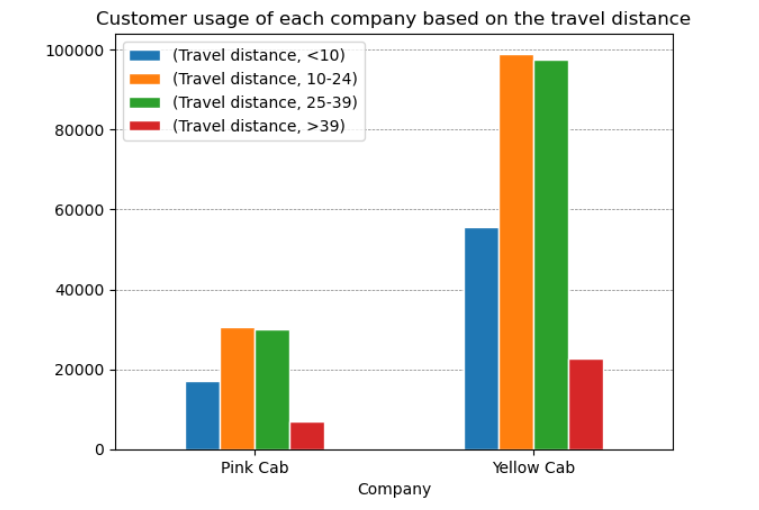 Customer usage of each company based on the travel distance
(Travel distance, <10)
(Travel distance, 10-24)
(Travel distance, 25-39)
(Travel distance, >39)
100000
80000
60000
40000
20000
0
Pink Cab
Yellow Cab
Company